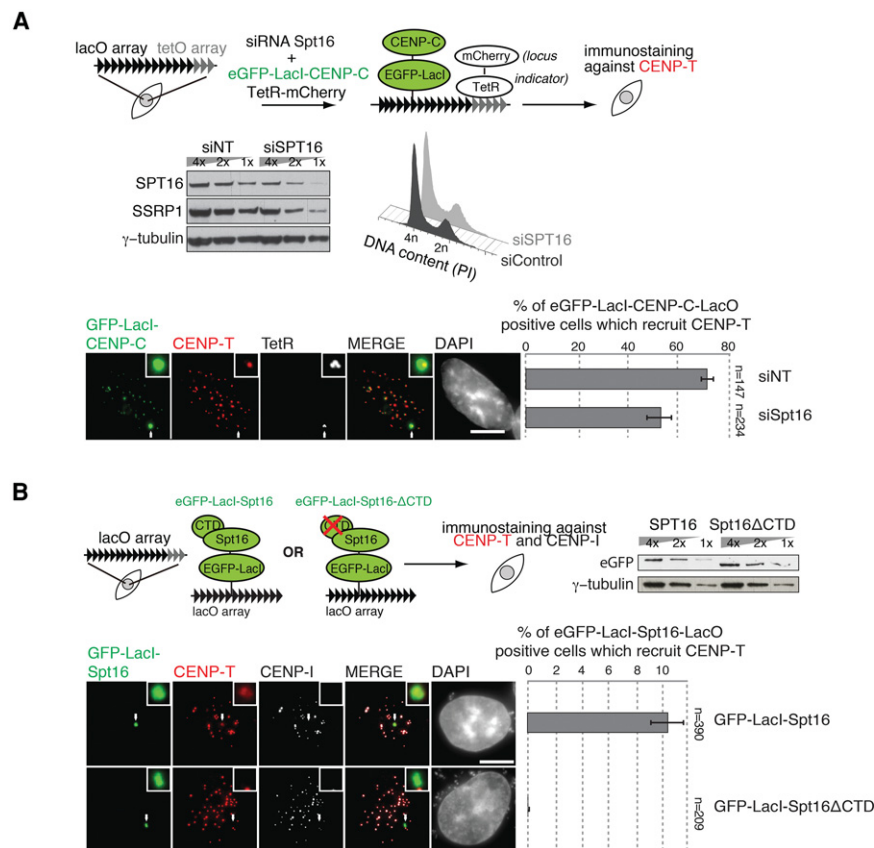 A
lacO array tetO array
siRNA Spt16
+
eGFP-LacI-CENP-C
TetR-mCherry
CENP-C
EGFP-LacI
mCherry
TetR
(locus
indicator)
immunostaining
against CENP-T
siNT siSPT16
4x 2x 1x 4x 2x 1x
SPT16
SSRP1
γ-tubulin
4n
2n
DNA content (PI)
siSPT16
siControl
GFP-LacI-
CENP-C CENP-T TetR MERGE DAPI
% of eGFP-LacI-CENP-C-LacO
positive cells which recruit CENP-T
0 20 40 60 80
n=147
siNT
n=234
siSpt16
B
lacO array
eGFP-LacI-Spt16
CTD
Spt16
EGFP-LacI
lacO array
OR
eGFP-LacI-Spt16-ΔCTD
CTD
Spt16
EGFP-LacI
lacO array
immunostaining against
CENP-T and CENP-I
SPT16 Spt16ΔCTD
4x 2x 1x 4x 2x 1x
eGFP
γ-tubulin
GFP-LacI-
Spt16 CENP-T CENP-I MERGE DAPI
% of eGFP-LacI-Spt16-LacO
positive cells which recruit CENP-T
0 2 4 6 8 10
n=390
GFP-LacI-Spt16
n=209
GFP-LacI-Spt16ΔCTD